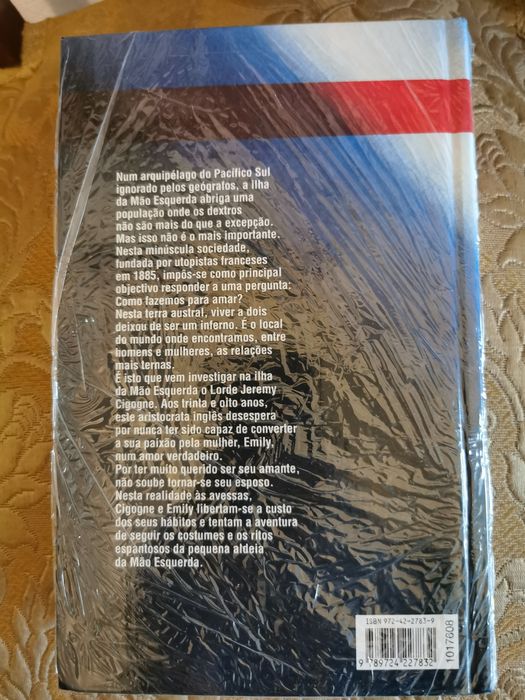 Num arquipélago do Pacífico Sul
ignorado pelos geógrafos, a ilha
da Mão Esquerda abriga uma
população onde os dextros
não são mais do que a excepção.
Mas isso não é o mais importante.
Nesta minúscula sociedade,
fundada por utopistas franceses
em 1885, impôs-se como principal
objectivo responder a uma pergunta:
Como fazemos para amar?
Nesta terra austral, viver a dois
deixou de ser um inferno. É o local
do mundo onde encontramos, entre
homens e mulheres, as relações
mais ternas.
É isto que vem investigar na ilha
da Mão Esquerda o Lorde Jeremy
Cigogne. Aos trinta e oito anos,
este aristocrata inglês desespera
por nunca ter sido capaz de converter
a sua paixão pela mulher, Emily,
num amor verdadeiro.
Por ter muito querido ser seu amante,
não soube tornar-se seu esposo.
Nesta realidade às avessas,
Cigogne e Emily libertam-se a custo
dos seus hábitos e tentam a aventura
de seguir os costumes e os ritos
espantosos da pequena aldeia
da Mão Esquerda.
ISBN 972-42-2783-9
9 789724 227832
1017608